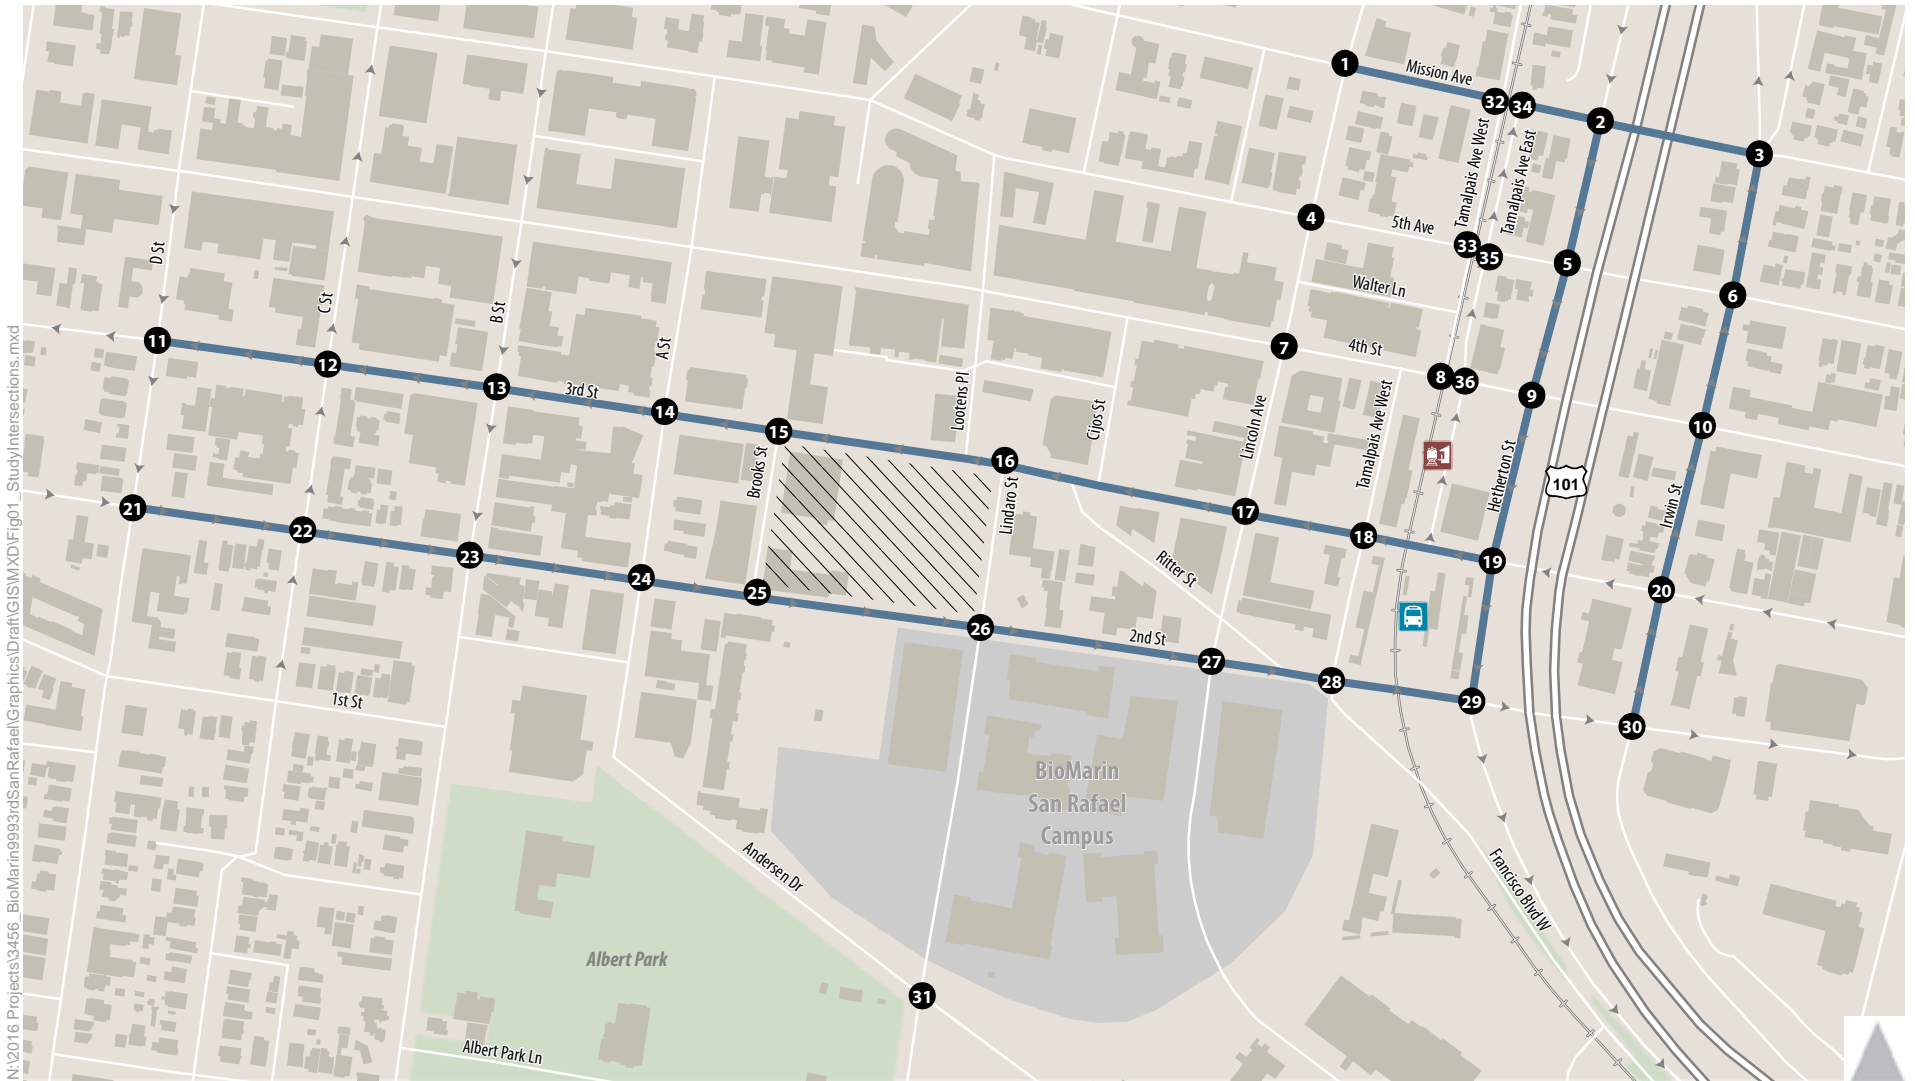 1
Mission Ave
32
34
2
3
Tamalpais Ave West
Tamalpais Ave East
4
5th Ave
33
35
5
6
D St
C St
B St
Walter Ln
11
12
13
3rd St
A St
14
15
Lootens Pl
Cijos St
7
4th St
8
36
9
10
Lincoln Ave
Tamalpais Ave West
Hetherton St
101
Irwin St
Brooks St
16
Lindaro St
17
18
19
20
21
22
23
24
25
26
Ritter St
2nd St
27
28
29
30
1st St
BioMarin
San Rafael
Campus
Andersen Dr
Francisco Blvd W
Albert Park
31
Albert Park Ln
N:\2016 Projects\3456_BioMarin9993rdSanRafael\Graphics\Draft\GIS\MXD\Fig01_StudyIntersections.mxd